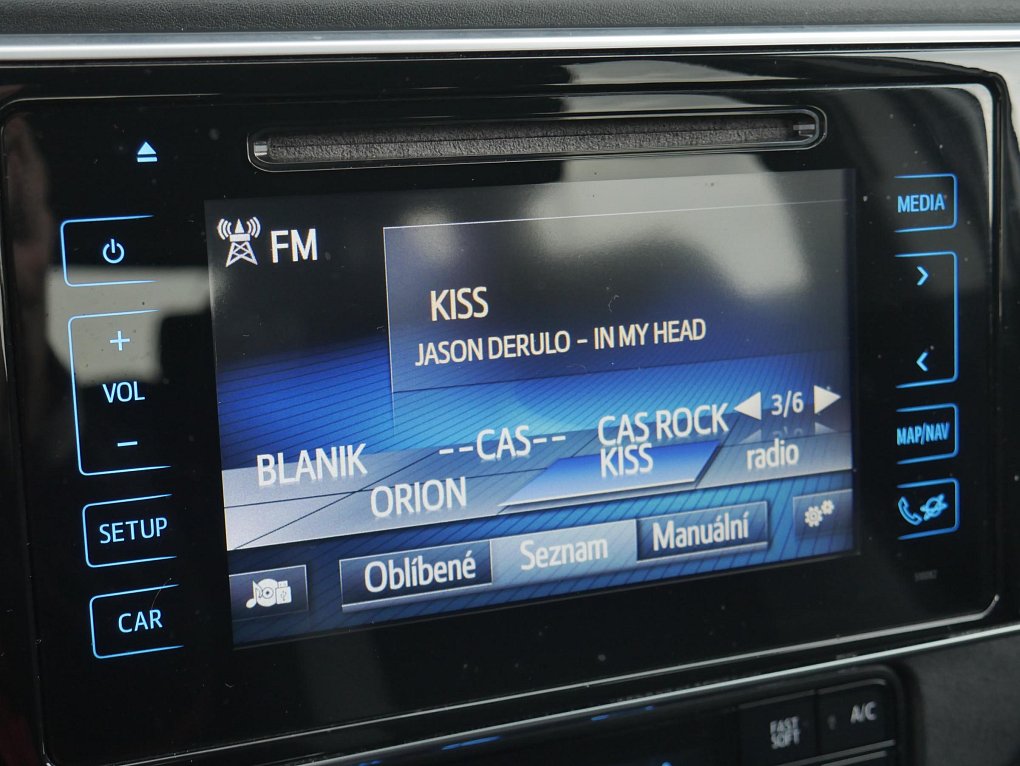 FM
KISS
JASON DERULO - IN MY HEAD
3/6
BLANIK
--CAS--
CAS ROCK
ORION
KISS
radio
Oblíbené
Seznam
Manuální
VOL
SETUP
CAR
MEDIA
MAP/NAV
FAST
SOFT
A/C